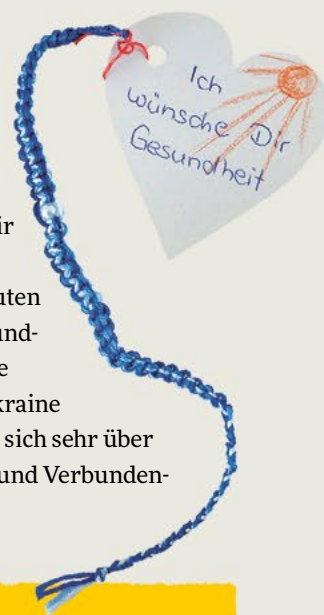 Ich
wünsche Dir
Gesundheit
ir
uten
und-
e
kraine
sich sehr über
und Verbunden-